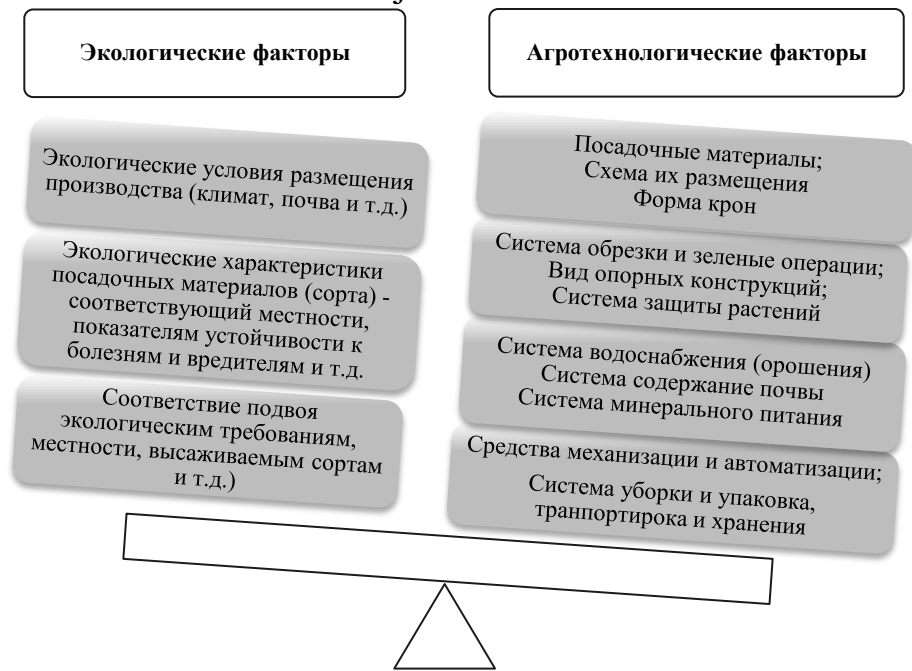 Экологические факторы
Экологические условия размещения
производства (климат, почва и т.д.)
Экологические характеристики
посадочных материалов (сорта) -
соответствующий местности,
показателям устойчивости к
болезням и вредителям и т.д.
Соответствие подвоя
экологическим требованиям,
местности, высаживаемым сортам
и т.д.)
Агротехнологические факторы
Посадочные материалы;
Схема их размещения
Форма крон
Система обрезки и зеленые операции;
Вид опорных конструкций;
Система защиты растений
Система водоснабжения (орошения)
Система содержание почвы
Система минерального питания
Средства механизации и автоматизации;
Система уборки и упаковка,
транпортирока и хранения